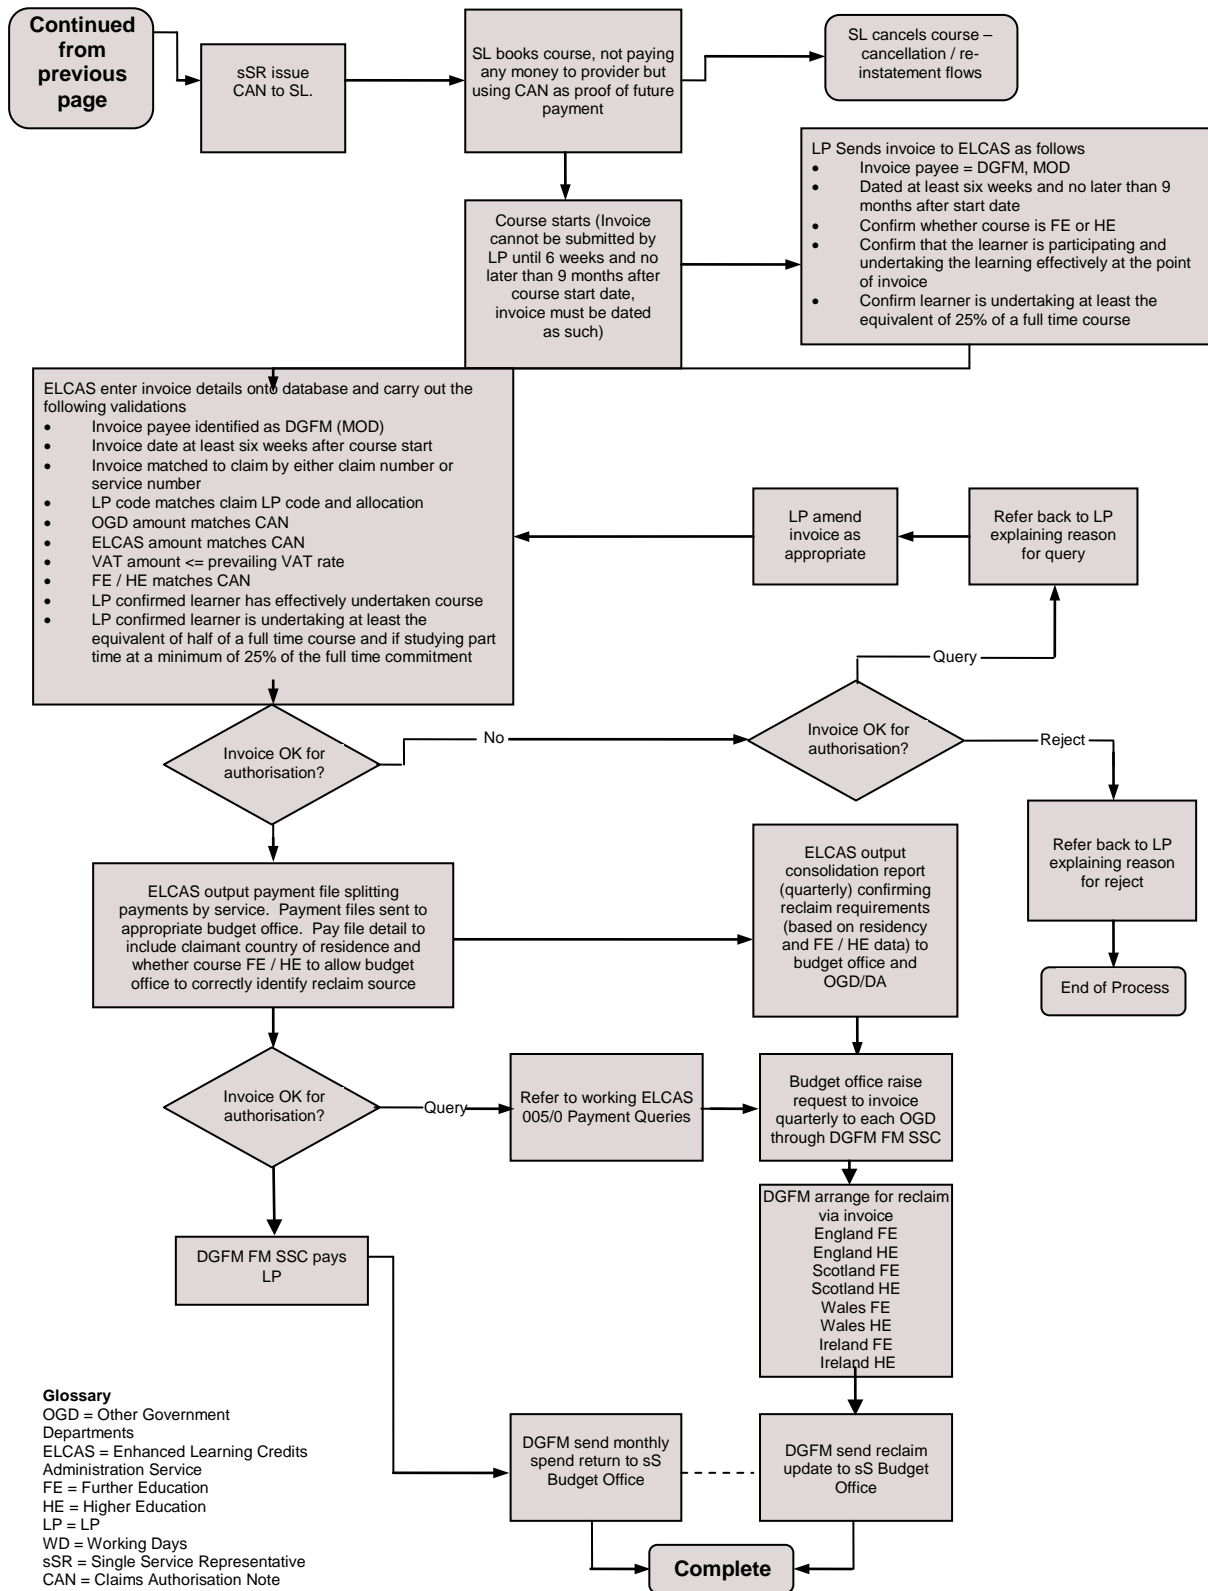 Continued
from
previous
page
sSR issue
CAN to SL.
SL books course, not paying
any money to provider but
using CAN as proof of future
payment
SL cancels course –
cancellation / re-
instatement flows
LP Sends invoice to ELCAS as follows
• Invoice payee = DGFM, MOD
• Dated at least six weeks and no later than 9
months after start date
• Confirm whether course is FE or HE
• Confirm that the learner is participating and
undertaking the learning effectively at the point
of invoice
• Confirm learner is undertaking at least the
equivalent of 25% of a full time course
Course starts (Invoice
cannot be submitted by
LP until 6 weeks and no
later than 9 months after
course start date,
invoice must be dated
as such)
ELCAS enter invoice details onto database and carry out the
following validations
• Invoice payee identified as DGFM (MOD)
• Invoice date at least six weeks after course start
• Invoice matched to claim by either claim number or
service number
• LP code matches claim LP code and allocation
• OGD amount matches CAN
• ELCAS amount matches CAN
• VAT amount <= prevailing VAT rate
• FE / HE matches CAN
• LP confirmed learner has effectively undertaken course
• LP confirmed learner is undertaking at least the
equivalent of half of a full time course and if studying part
time at a minimum of 25% of the full time commitment
LP amend
invoice as
appropriate
Refer back to LP
explaining reason
for query
Query
Invoice OK for
authorisation?
No
Invoice OK for
authorisation?
Reject
Refer back to LP
explaining reason
for reject
End of Process
ELCAS output payment file splitting
payments by service. Payment files sent to
appropriate budget office. Pay file detail to
include claimant country of residence and
whether course FE / HE to allow budget
office to correctly identify reclaim source
ELCAS output
consolidation report
(quarterly) confirming
reclaim requirements
(based on residency
and FE / HE data) to
budget office and
OGD/DA
Invoice OK for
authorisation?
Query
Refer to working ELCAS
005/0 Payment Queries
Budget office raise
request to invoice
quarterly to each OGD
through DGFM FM SSC
DGFM arrange for reclaim
via invoice
England FE
England HE
Scotland FE
Scotland HE
Wales FE
Wales HE
Ireland FE
Ireland HE
DGFM FM SSC pays
LP
DGFM send monthly
spend return to sS
Budget Office
DGFM send reclaim
update to sS Budget
Office
Complete
Glossary
OGD = Other Government
Departments
ELCAS = Enhanced Learning Credits
Administration Service
FE = Further Education
HE = Higher Education
LP = LP
WD = Working Days
sSR = Single Service Representative
CAN = Claims Authorisation Note